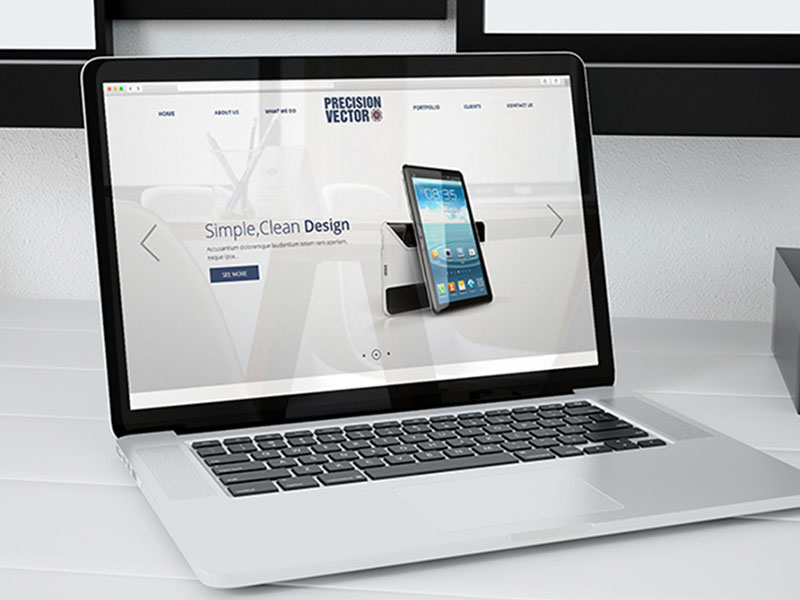 HOME
ABOUT US
WHAT WE DO
PRECISION
VECTOR
PORTFOLIO
CLIENTS
CONTACT US
Simple,Clean Design
Accusantium doloremque laudantium totam rem aperiam,
eaque ipsa..
SEE MORE
08:35